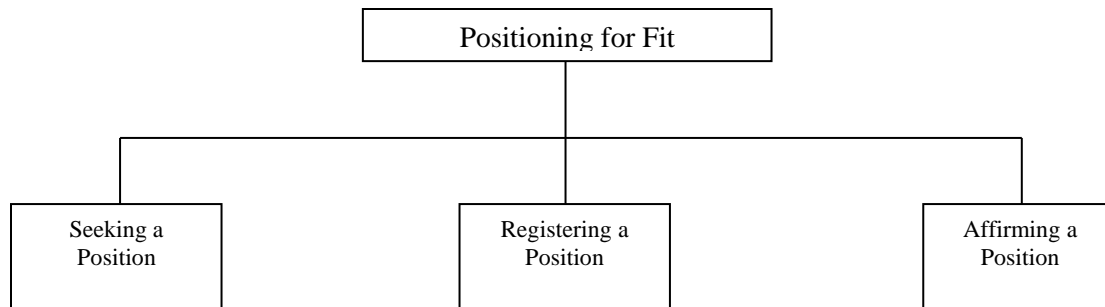 Positioning for Fit
Seeking a
Position
Registering a
Position
Affirming a
Position